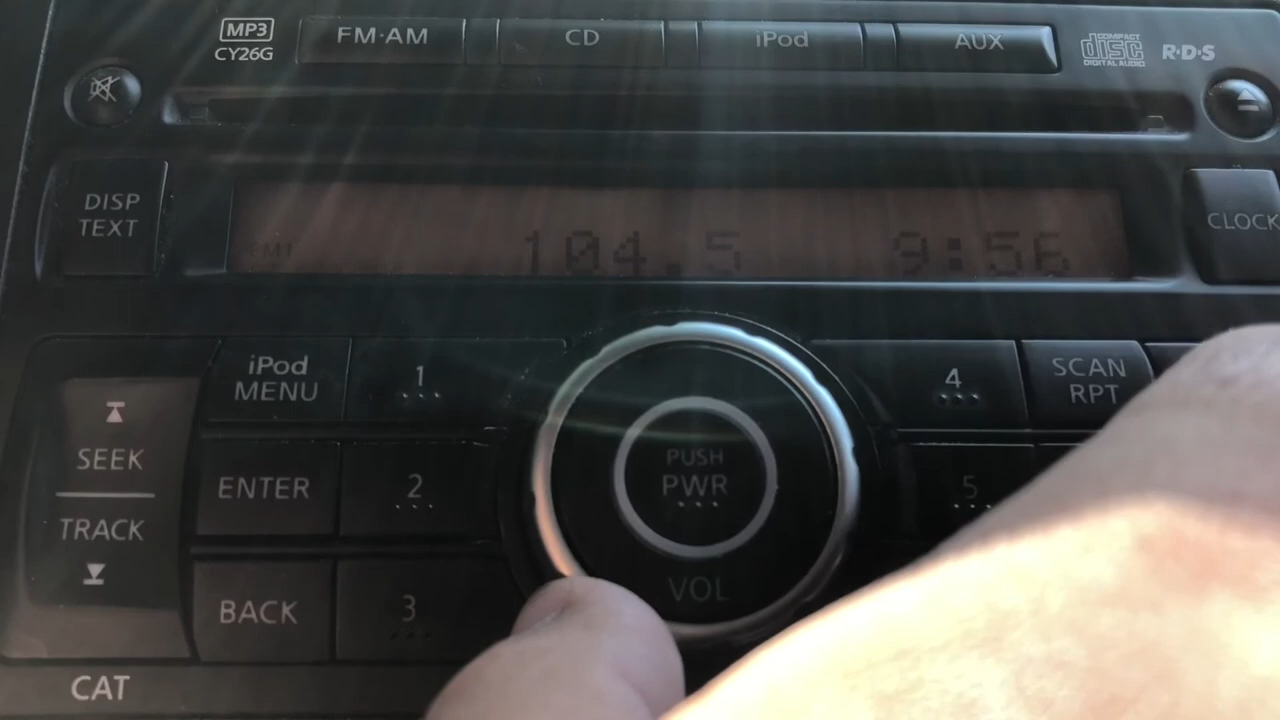 MP3
CY26G
FM·AM
CD
iPod
AUX
COMPACT
disc
DIGITAL AUDIO
R·D·S
DISP
TEXT
FM1
104.5
9:56
CLOCK
iPod
MENU
1
4
SCAN
RPT
SEEK
TRACK
ENTER
2
PUSH
PWR
5
BACK
3
VOL
CAT